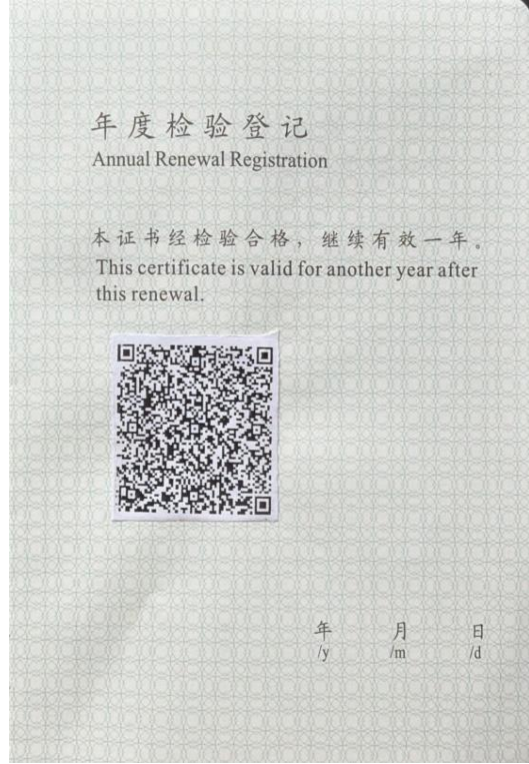 年度检验登记
Annual Renewal Registration
本证书经检验合格，继续有效一年。
This certificate is valid for another year after
this renewal.
年 月 日
/y /m /d